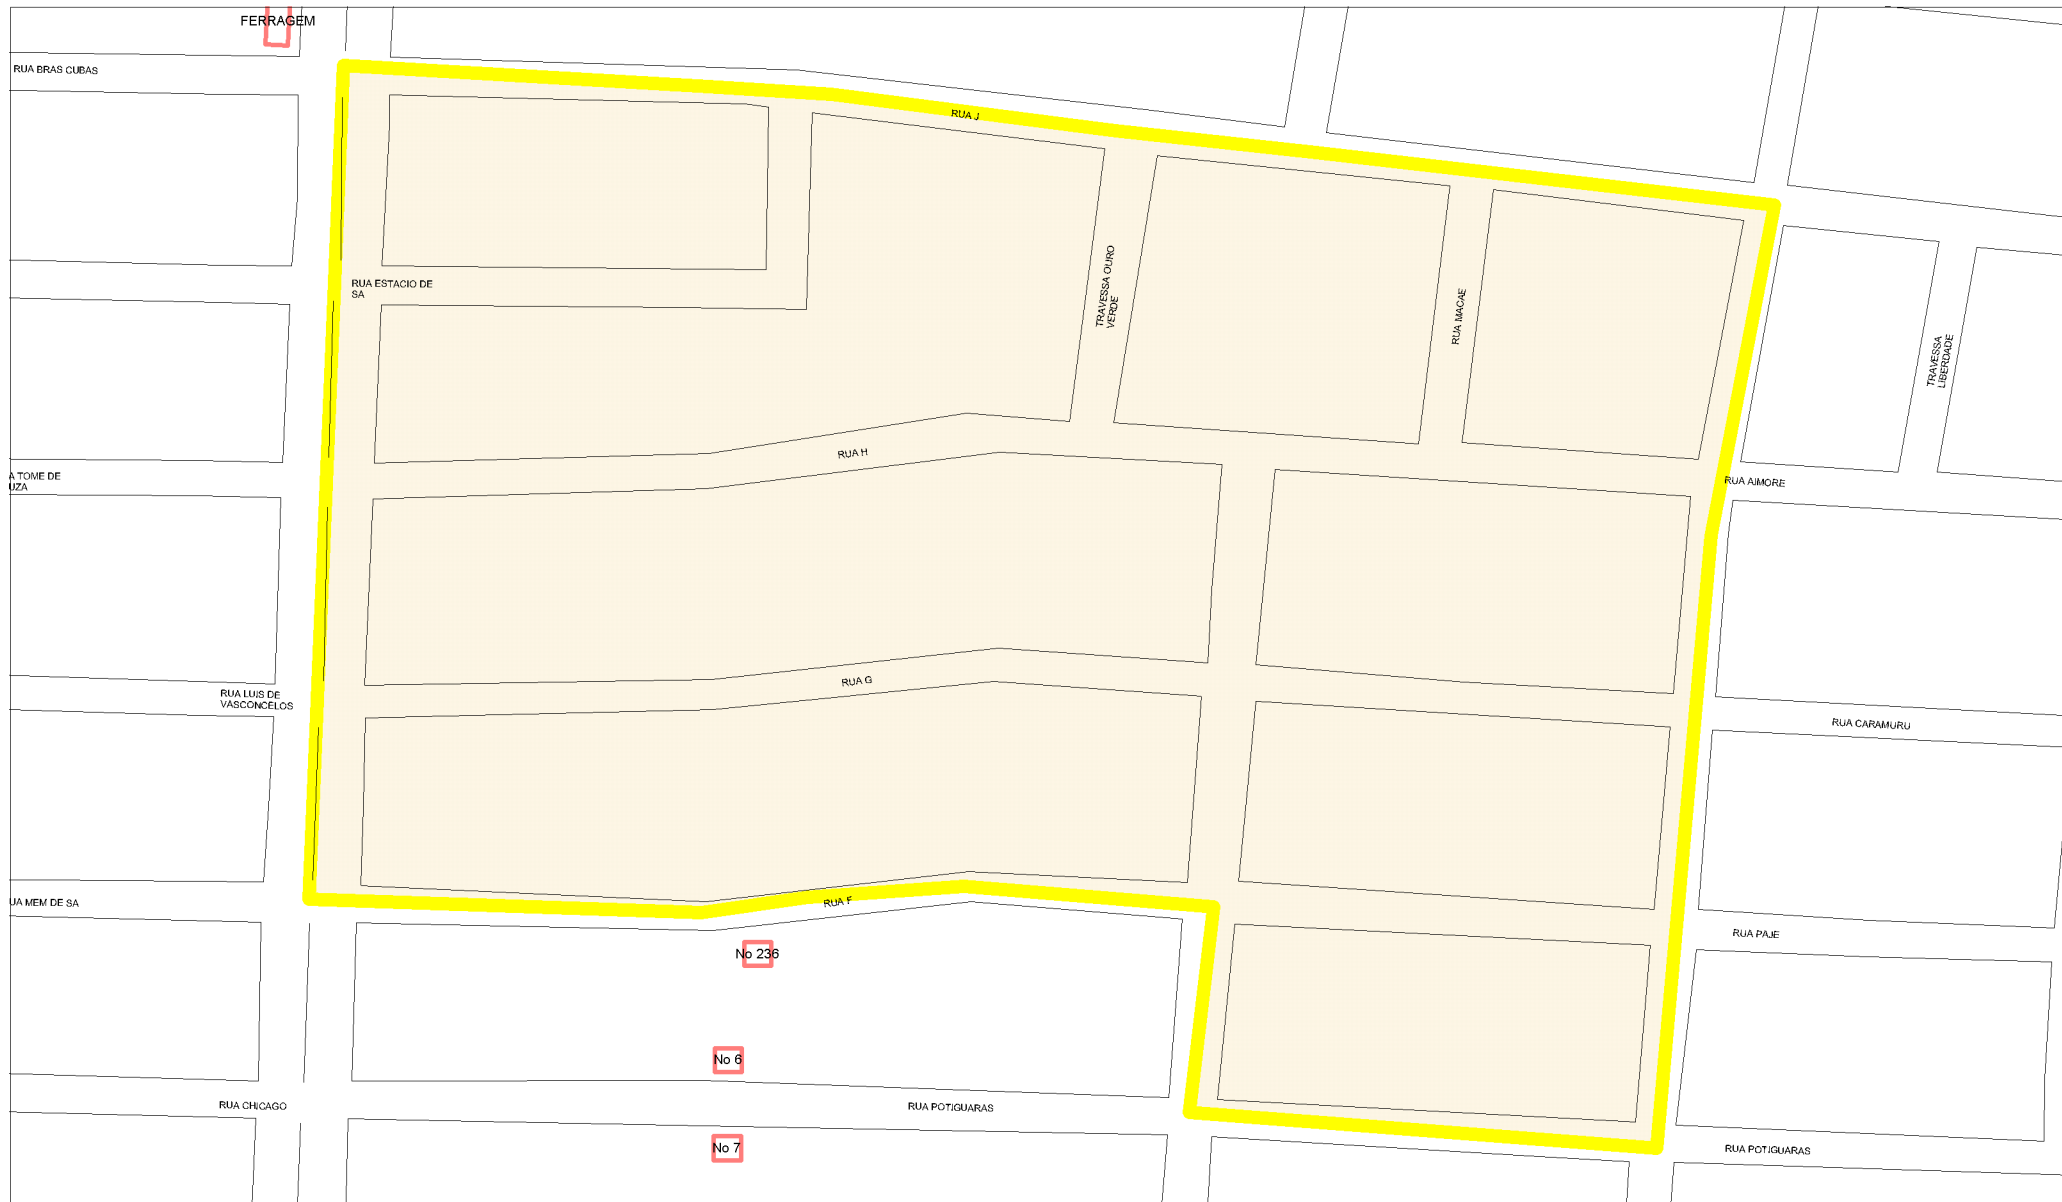 FERRAGEM
RUA BRAS CUBAS
RUA J
RUA ESTACIO DE
SA
TRAVESSA OURO
VERDE
RUA MACAE
TRAVESSA
LIBERDADE
RUA H
A TOME DE
UZA
RUA AIMORE
RUA G
RUA LUIS DE
VASCONCELOS
RUA CARAMURU
UA MEM DE SA
RUA F
RUA PAJE
No 236
No 6
RUA CHICAGO
RUA POTIGUARAS
No 7
RUA POTIGUARAS